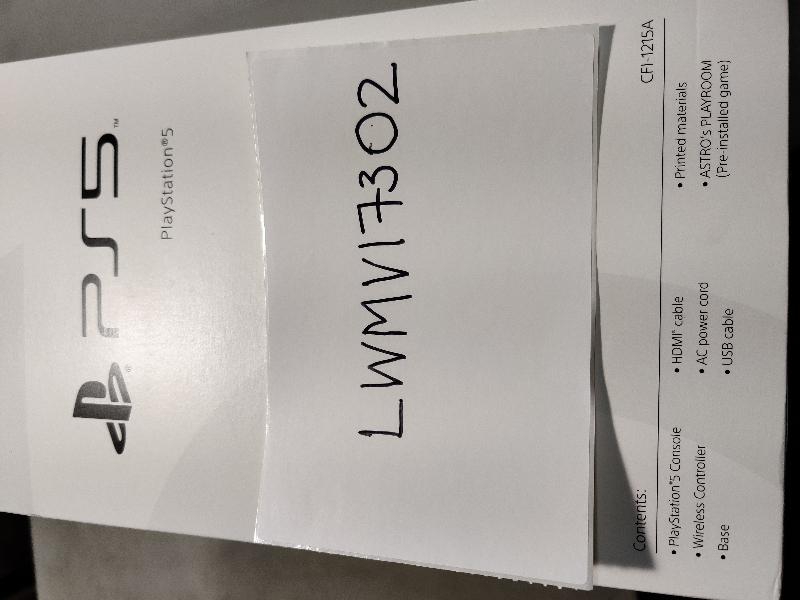 PS5™
PlayStation®5
LWMV17302
CFI-1215A
Contents:
• PlayStation®5 Console
• Wireless Controller
• Base
• HDMI® cable
• AC power cord
• USB cable
• Printed materials
• ASTRO's PLAYROOM
(Pre-installed game)